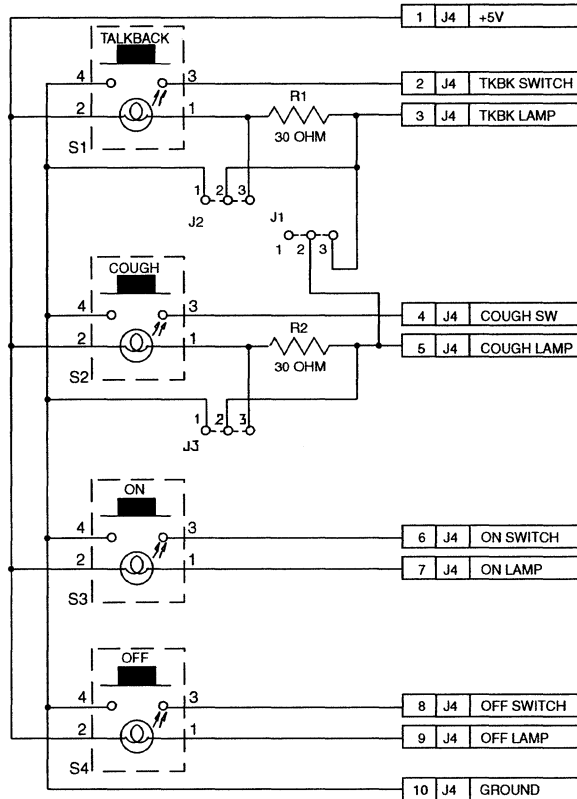 1 J4 +5V
TALKBACK
4 3
2 J4 TKBK SWITCH
R1
2 1
3 J4 TKBK LAMP
30 OHM
S1
1 2 3
J2
J1
1 2 3
COUGH
4 3
4 J4 COUGH SW
R2
2 1
5 J4 COUGH LAMP
30 OHM
S2
1 2 3
J3
ON
4 3
6 J4 ON SWITCH
2 1
7 J4 ON LAMP
S3
OFF
4 3
8 J4 OFF SWITCH
2 1
9 J4 OFF LAMP
S4
10 J4 GROUND